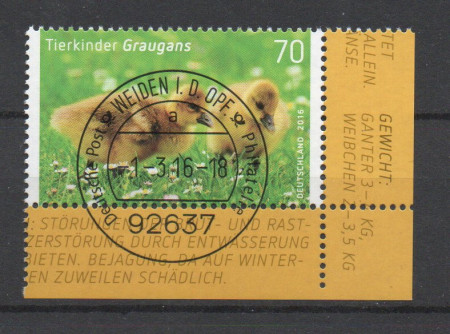 Tierkinder Graugans 70
DEUTSCHLAND 2016
Deutsche Post WEIDEN I. D. OPF Philatelie
a
1-3.16-18
92637
TET
ALLEIN.
NSE.
GEWICHT:
GANTER 3–4 KG,
WEIBCHEN 2–3,5 KG
: STÖRUNGEN - UND RAST-
ZERSTÖRUNG DURCH ENTWÄSSERUNG
BIETEN. BEJAGUNG, DA AUF WINTER-
EN ZUWEILEN SCHÄDLICH.